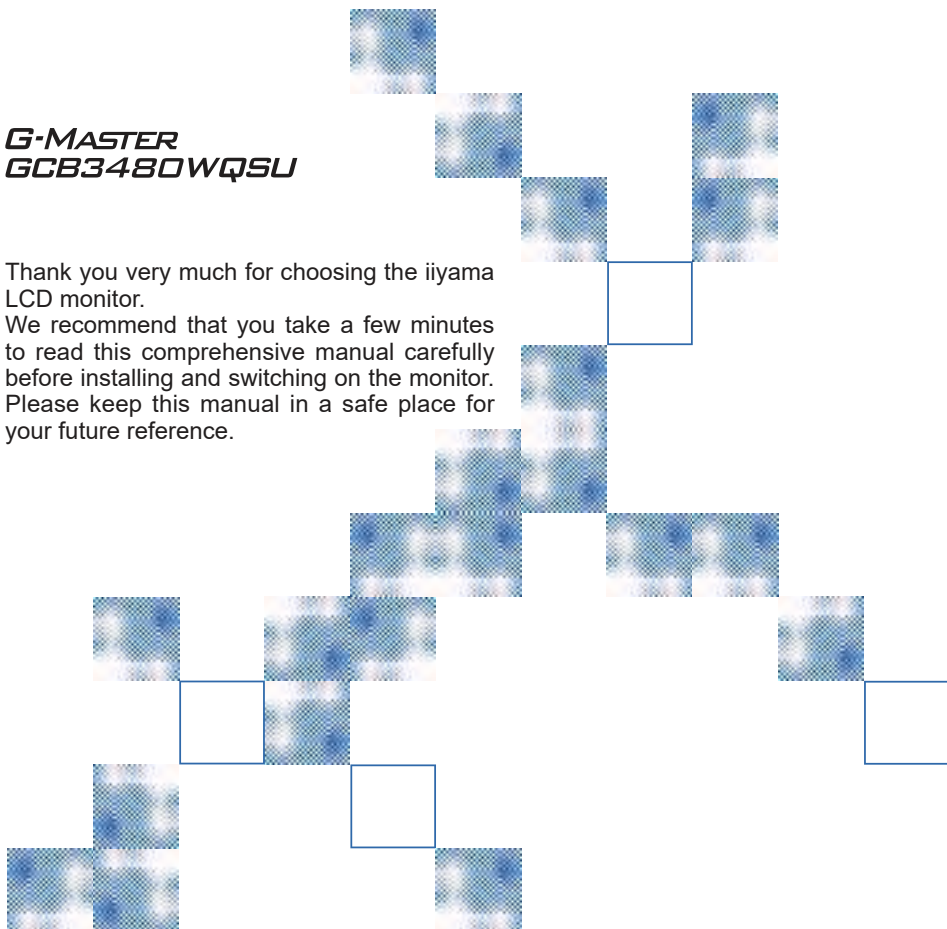 G-MASTER
GCB3480WQSU
Thank you very much for choosing the iiyama
LCD monitor.
We recommend that you take a few minutes
to read this comprehensive manual carefully
before installing and switching on the monitor.
Please keep this manual in a safe place for
your future reference.